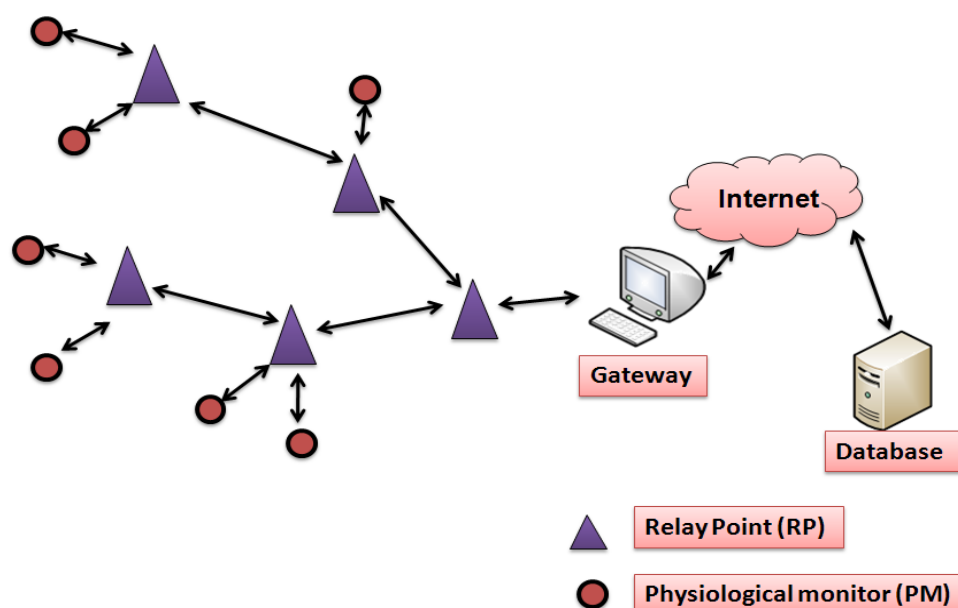 Internet
Gateway
Database
Relay Point (RP)
Physiological monitor (PM)